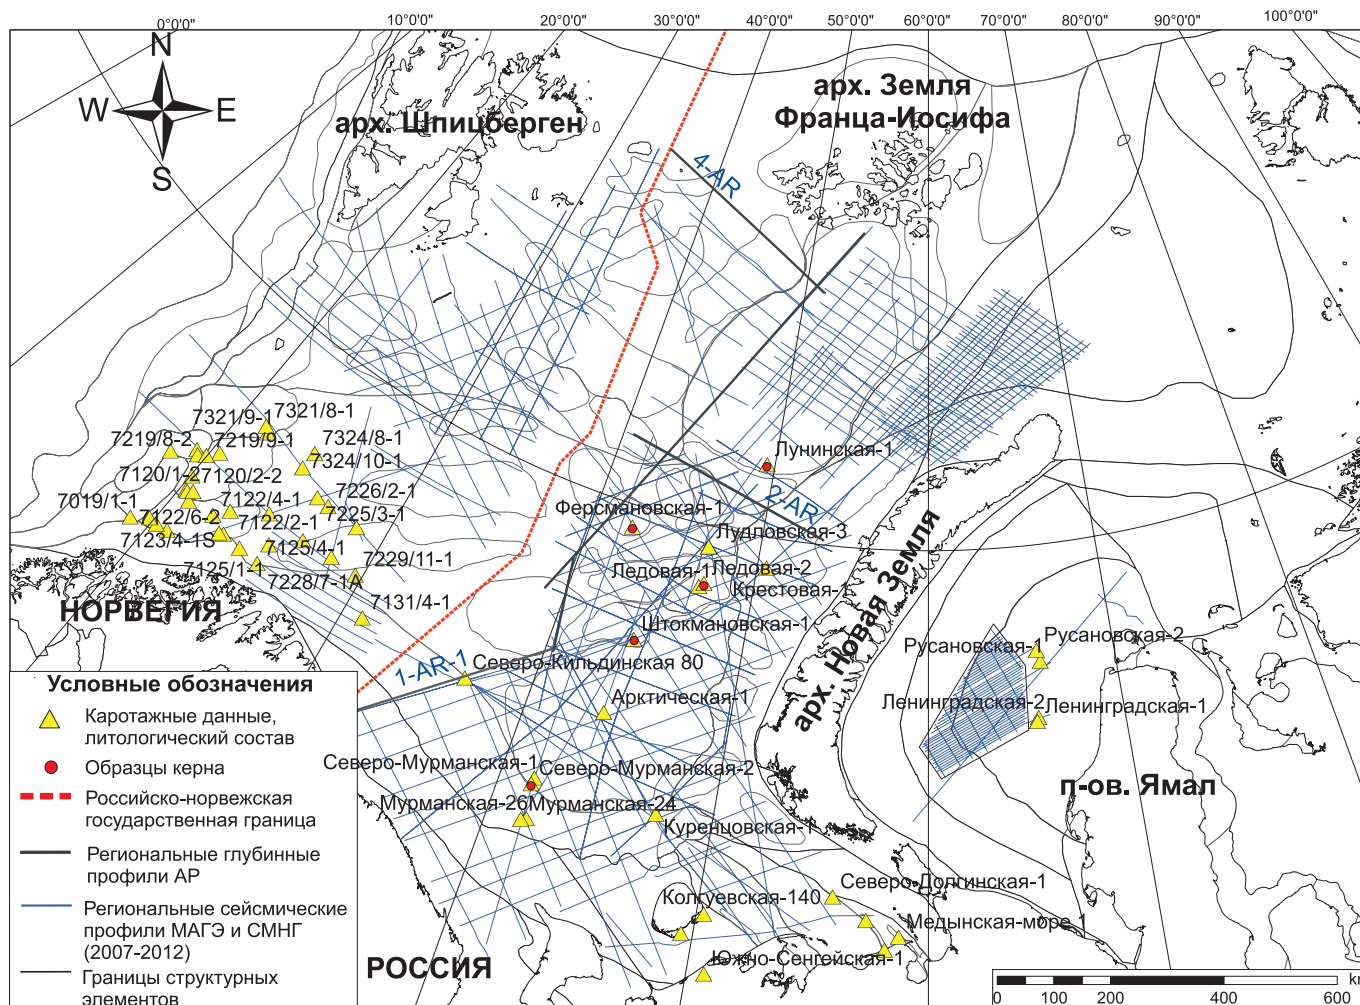 0°0'0"
10°0'0"
20°0'0"
30°0'0"
40°0'0"
50°0'0"
60°0'0"
70°0'0"
80°0'0"
90°0'0"
100°0'0"
N
W
E
S
арх. Шпицберген
арх. Земля
Франца-Иосифа
4-AR
7321/9-1
7321/8-1
7219/8-2
7219/9-1
7324/8-1
7324/10-1
7120/1-2
7120/2-2
7019/1-1
7122/4-1
7226/2-1
7122/6-2
7122/2-1
7225/3-1
7123/4-1S
7125/4-1
7125/1-1
7229/11-1
7228/7-1A
7131/4-1
НОРВЕГИЯ
Лунинская-1
2-AR
Ферсмановская-1
Лудловская-3
Ледовая-1
Ледовая-2
Крестовая-1
Штокмановская-1
1-AR-1
Северо-Кильдинская 80
Арктическая-1
арх. Новая Земля
Русановская-1
Русановская-2
Ленинградская-2
Ленинградская-1
п-ов. Ямал
Северо-Мурманская-1
Северо-Мурманская-2
Мурманская-26
Мурманская-24
Куренцовская-1
Северо-Долгинская-1
Колгуевская-140
Медынская-море 1
Южно-Сенгейская-1
РОССИЯ
Условные обозначения
Каротажные данные,
литологический состав
Образцы керна
Российско-норвежская
государственная граница
Региональные глубинные
профили АР
Региональные сейсмические
профили МАГЭ и СМНГ
(2007-2012)
Границы структурных
элементов
0 50 100 200 400 600